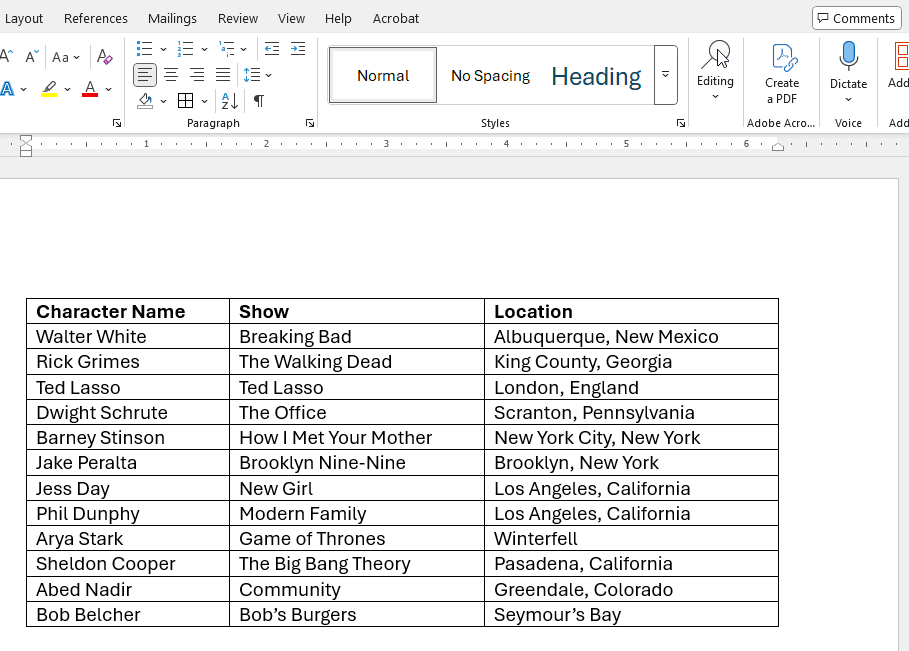 Layout References Mailings Review View Help Acrobat Comments
A A Aa A
A A
Normal No Spacing Heading
Editing
Create a PDF
Dictate
Add
Paragraph Styles Adobe Acro... Voice Add
1 2 3 4 5 6
Character Name Show Location
Walter White Breaking Bad Albuquerque, New Mexico
Rick Grimes The Walking Dead King County, Georgia
Ted Lasso Ted Lasso London, England
Dwight Schrute The Office Scranton, Pennsylvania
Barney Stinson How I Met Your Mother New York City, New York
Jake Peralta Brooklyn Nine-Nine Brooklyn, New York
Jess Day New Girl Los Angeles, California
Phil Dunphy Modern Family Los Angeles, California
Arya Stark Game of Thrones Winterfell
Sheldon Cooper The Big Bang Theory Pasadena, California
Abed Nadir Community Greendale, Colorado
Bob Belcher Bob’s Burgers Seymour’s Bay